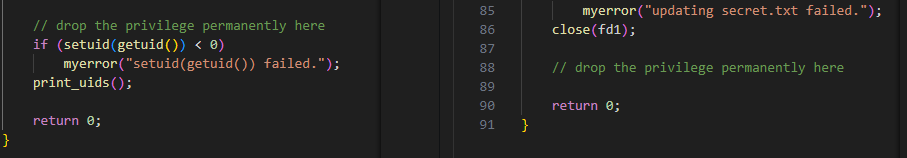 // drop the privilege permanently here
if (setuid(getuid()) < 0)
myerror("setuid(getuid()) failed.");
print_uids();
return 0;
}
85 myerror("updating secret.txt failed.");
86 close(fd1);
87
88 // drop the privilege permanently here
89
90 return 0;
91 }